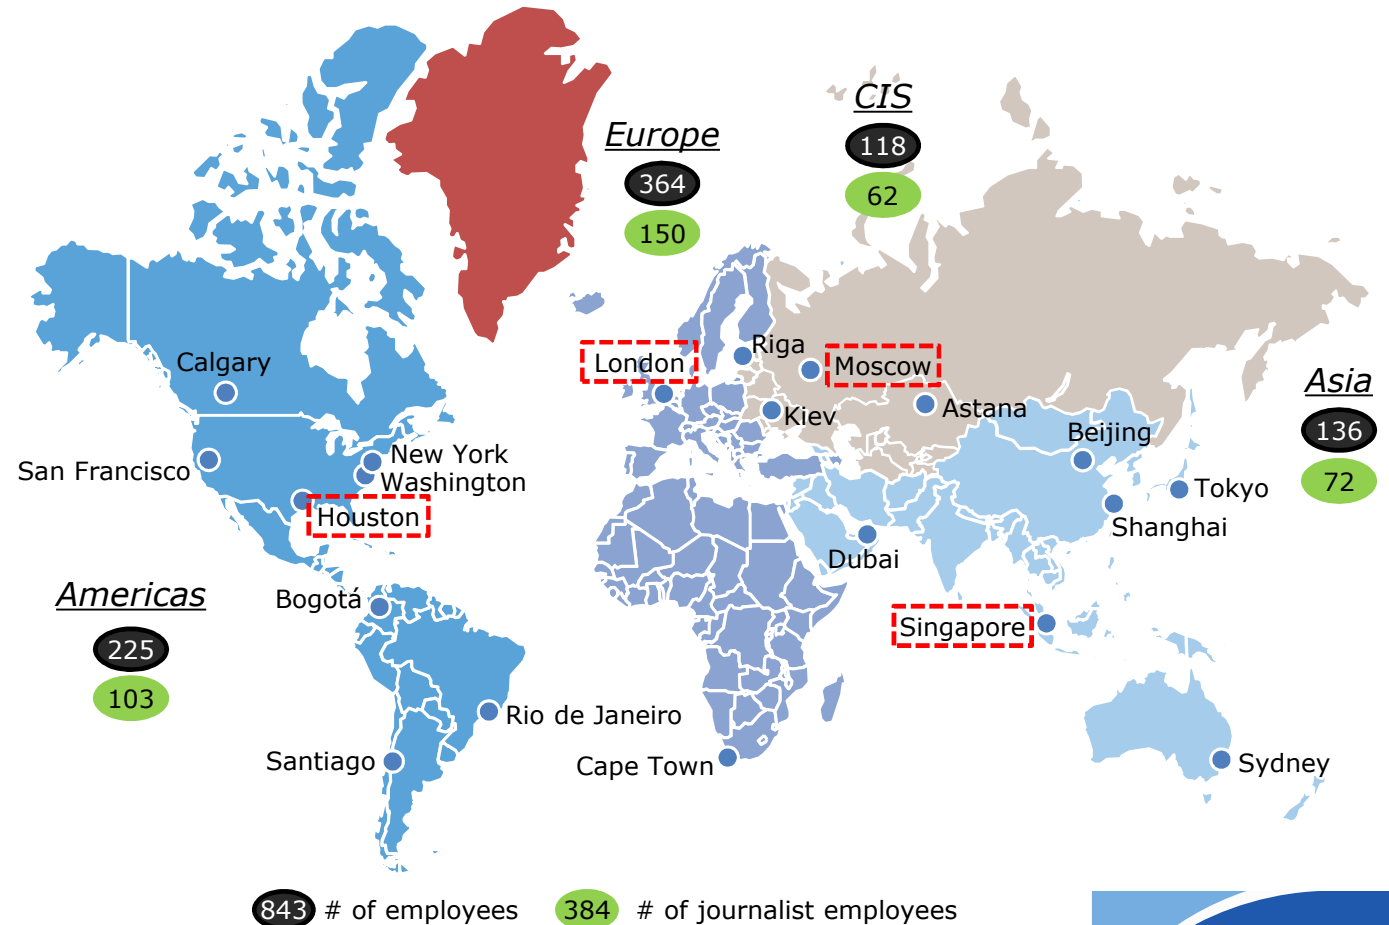 CIS
118
62
Europe
364
150
Calgary
London
Riga
Moscow
Asia
136
72
Kiev
Astana
Beijing
San Francisco
New York
Washington
Houston
Tokyo
Shanghai
Dubai
Americas
225
103
Bogotá
Singapore
Rio de Janeiro
Santiago
Cape Town
Sydney
843 # of employees 384 # of journalist employees